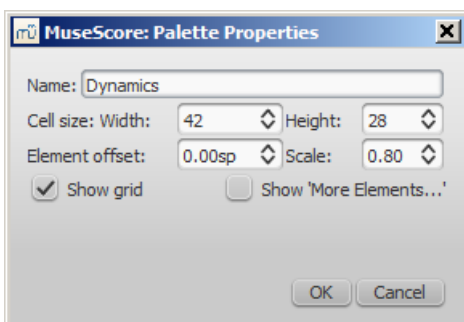 mü MuseScore: Palette Properties
Name: Dynamics
Cell size: Width: 42 Height: 28
Element offset: 0.00sp Scale: 0.80
Show grid Show 'More Elements...'
OK Cancel